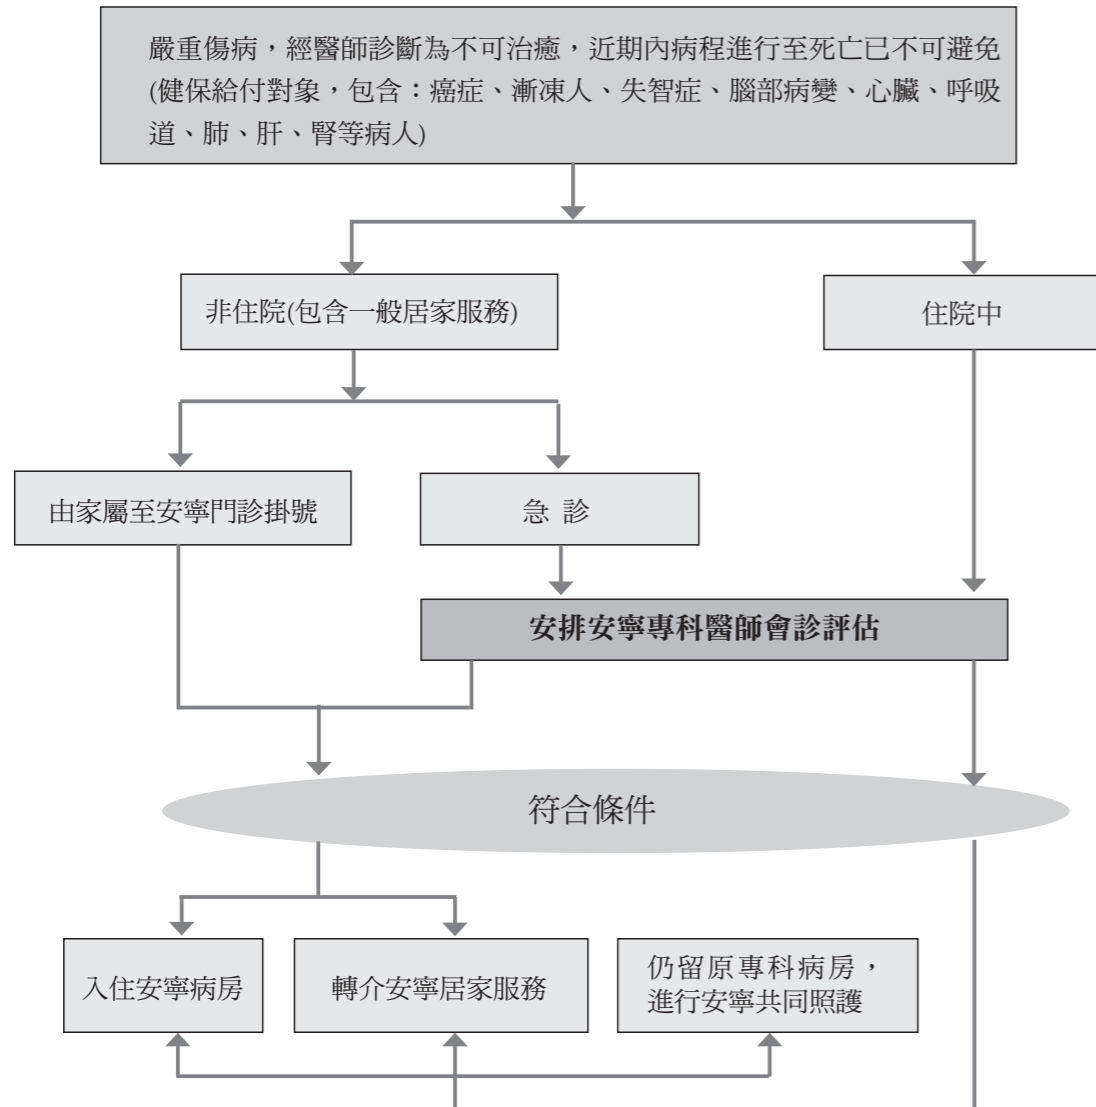 嚴重傷病，經醫師診斷為不可治癒，近期內病程進行至死亡已不可避免
(健保給付對象，包含：癌症、漸凍人、失智症、腦部病變、心臟、呼吸
道、肺、肝、腎等病人)
非住院(包含一般居家服務)
住院中
由家屬至安寧門診掛號
急 診
安排安寧專科醫師會診評估
符合條件
入住安寧病房
轉介安寧居家服務
仍留原專科病房，
進行安寧共同照護